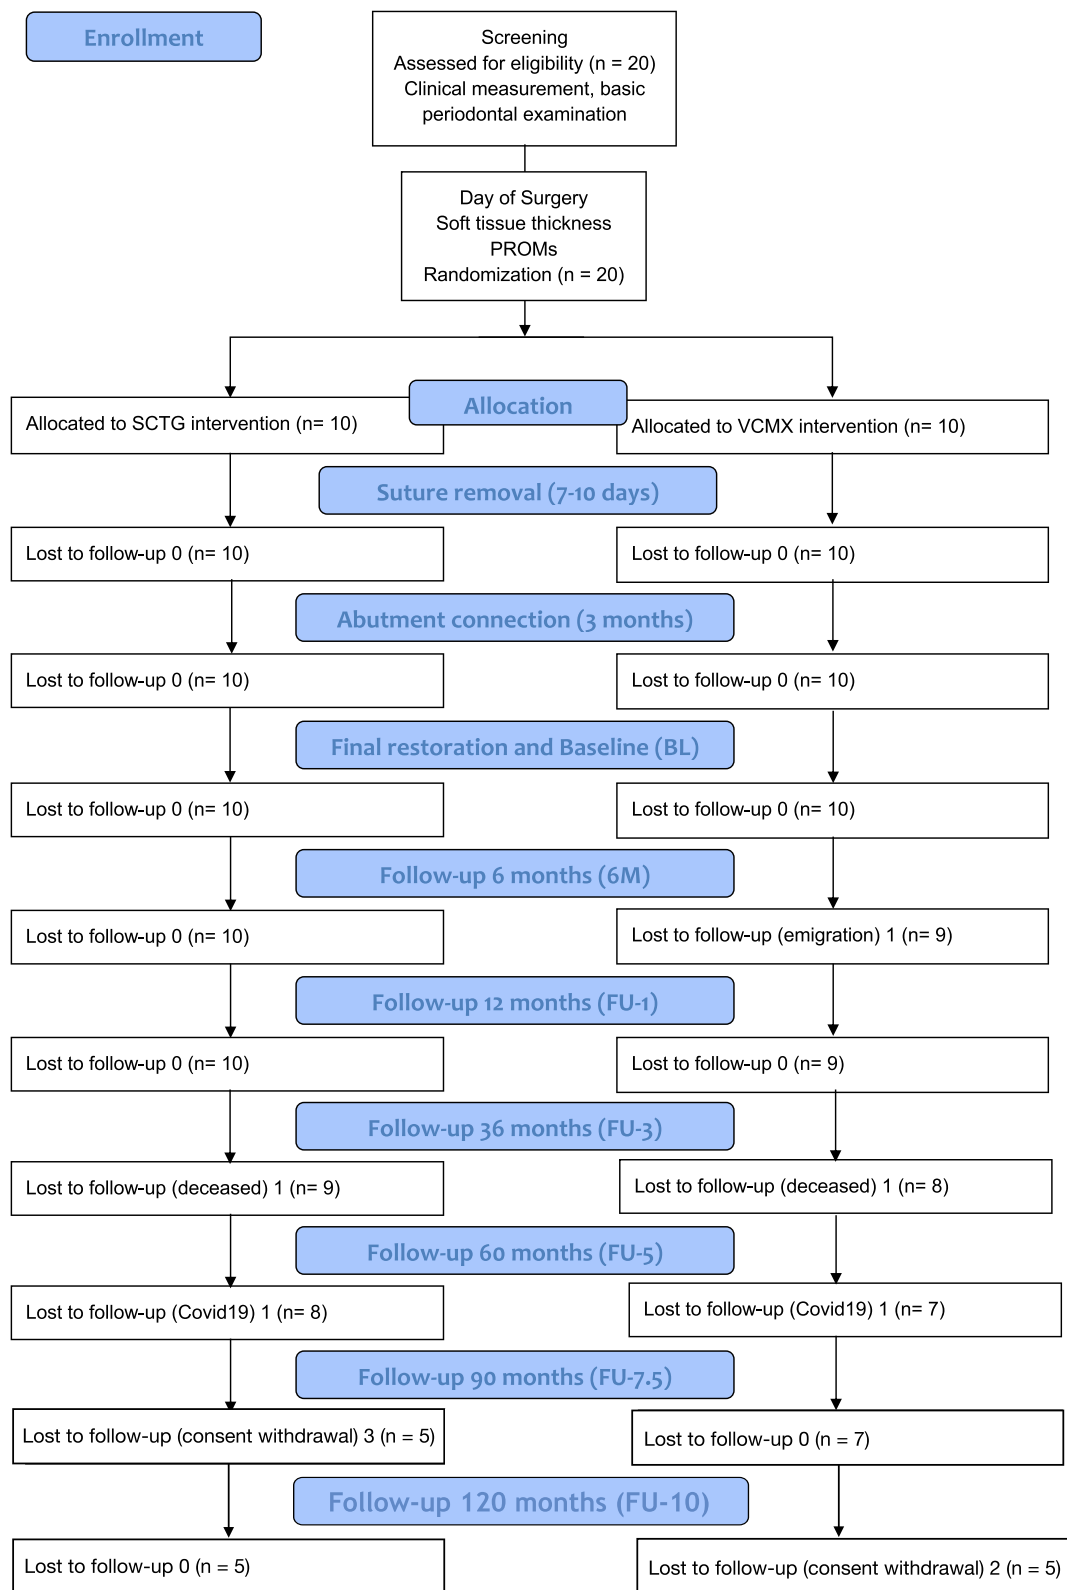 Enrollment
Screening
Assessed for eligibility (n = 20)
Clinical measurement, basic
periodontal examination
Day of Surgery
Soft tissue thickness
PROMs
Randomization (n = 20)
Allocation
Allocated to SCTG intervention (n= 10)
Allocated to VCMX intervention (n= 10)
Suture removal (7-10 days)
Lost to follow-up 0 (n= 10)
Lost to follow-up 0 (n= 10)
Abutment connection (3 months)
Lost to follow-up 0 (n= 10)
Lost to follow-up 0 (n= 10)
Final restoration and Baseline (BL)
Lost to follow-up 0 (n= 10)
Lost to follow-up 0 (n= 10)
Follow-up 6 months (6M)
Lost to follow-up 0 (n= 10)
Lost to follow-up (emigration) 1 (n= 9)
Follow-up 12 months (FU-1)
Lost to follow-up 0 (n= 10)
Lost to follow-up 0 (n= 9)
Follow-up 36 months (FU-3)
Lost to follow-up (deceased) 1 (n= 9)
Lost to follow-up (deceased) 1 (n= 8)
Follow-up 60 months (FU-5)
Lost to follow-up (Covid19) 1 (n= 8)
Lost to follow-up (Covid19) 1 (n= 7)
Follow-up 90 months (FU-7.5)
Lost to follow-up (consent withdrawal) 3 (n = 5)
Lost to follow-up 0 (n = 7)
Follow-up 120 months (FU-10)
Lost to follow-up 0 (n = 5)
Lost to follow-up (consent withdrawal) 2 (n = 5)